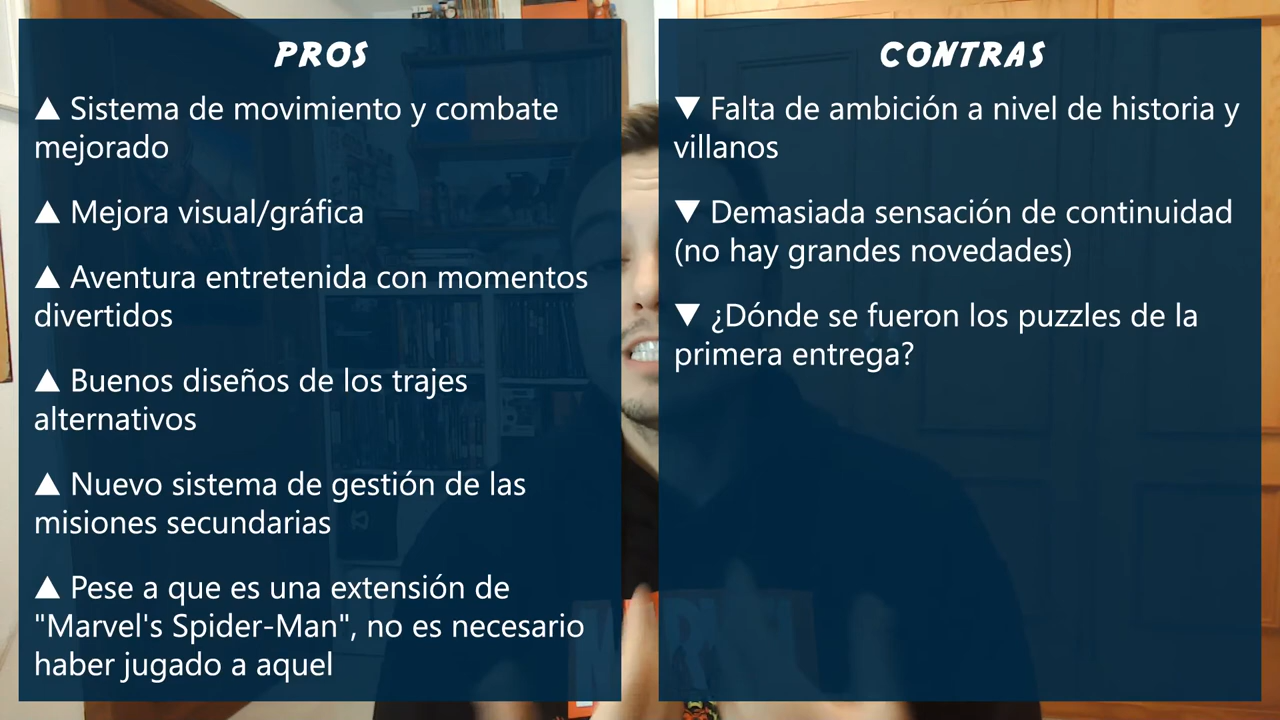 PROS
▲ Sistema de movimiento y combate
mejorado
▲ Mejora visual/gráfica
▲ Aventura entretenida con momentos
divertidos
▲ Buenos diseños de los trajes
alternativos
▲ Nuevo sistema de gestión de las
misiones secundarias
▲ Pese a que es una extensión de
"Marvel's Spider-Man", no es necesario
haber jugado a aquel
CONTRAS
▼ Falta de ambición a nivel de historia y
villanos
▼ Demasiada sensación de continuidad
(no hay grandes novedades)
▼ ¿Dónde se fueron los puzzles de la
primera entrega?